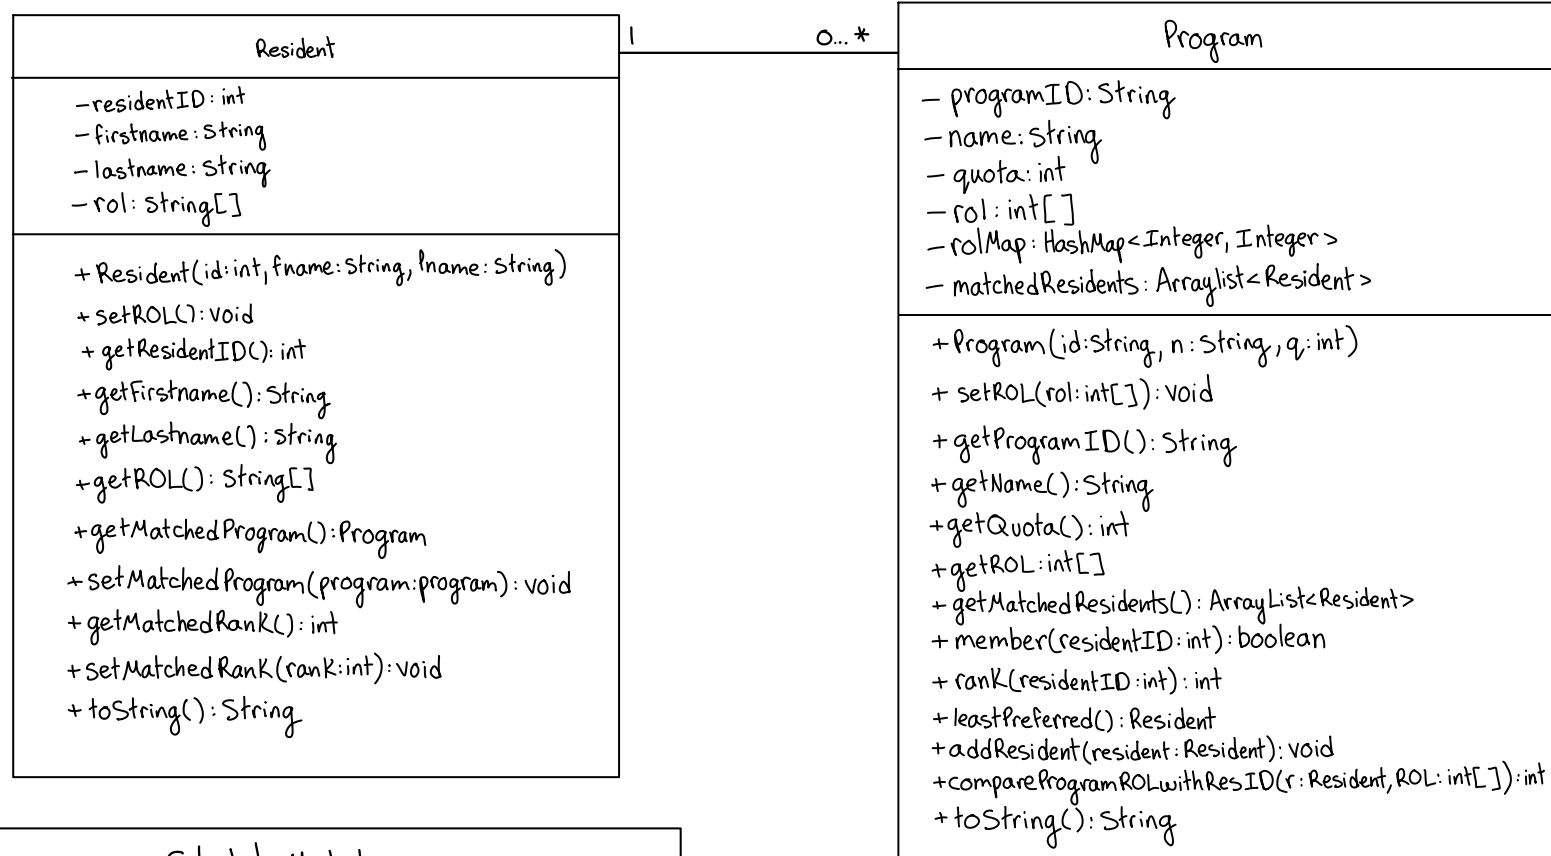 Resident
- residentID: int
- firstname: String
- lastname: String
- rol: String[]
+ Resident(id:int, fname: String, lname: String)
+ setROL(): void
+ getResidentID(): int
+ getFirstname(): String
+ getLastname(): String
+ getROL(): String[]
+ getMatchedProgram(): Program
+ setMatchedProgram(program:program): void
+ getMatchedRank(): int
+ setMatchedRank(rank:int): void
+ toString(): String
1
0...*
Program
- programID: String
- name: String
- quota: int
- rol: int[]
- rolMap: HashMap<Integer, Integer>
- matchedResidents: Arraylist<Resident>
+ Program(id:String, n: String, q: int)
+ setROL(rol: int[]): void
+ getProgramID(): String
+ getName(): String
+ getQuota(): int
+ getROL: int[]
+ getMatchedResidents(): ArrayList<Resident>
+ member(residentID: int): boolean
+ rank(residentID: int): int
+ leastPreferred(): Resident
+ addResident(resident: Resident): void
+ compareProgramROLwithResID(r: Resident, ROL: int[]): int
+ toString(): String